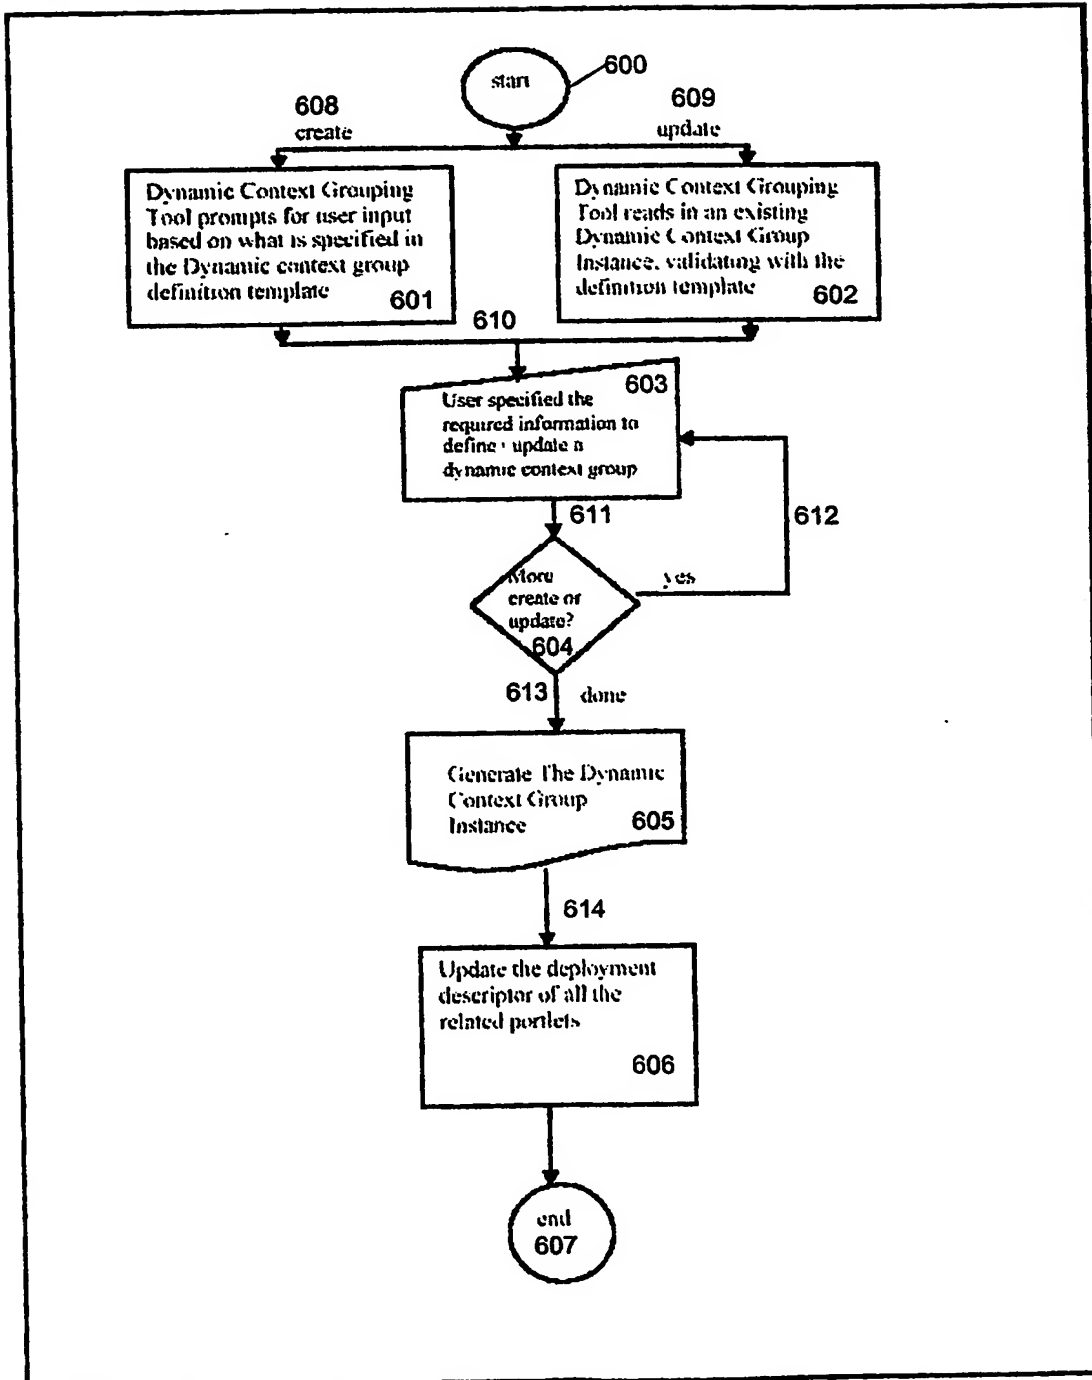 start
600
608
create
609
update
Dynamic Context Grouping
Tool prompts for user input
based on what is specified in
the Dynamic context group
definition template
601
Dynamic Context Grouping
Tool reads in an existing
Dynamic Context Group
Instance, validating with the
definition template
602
610
603
User specified the
required information to
define update a
dynamic context group
611
612
More
create or
update?
604
yes
613
done
Generate The Dynamic
Context Group
Instance
605
614
Update the deployment
descriptor of all the
related portlets
606
end
607